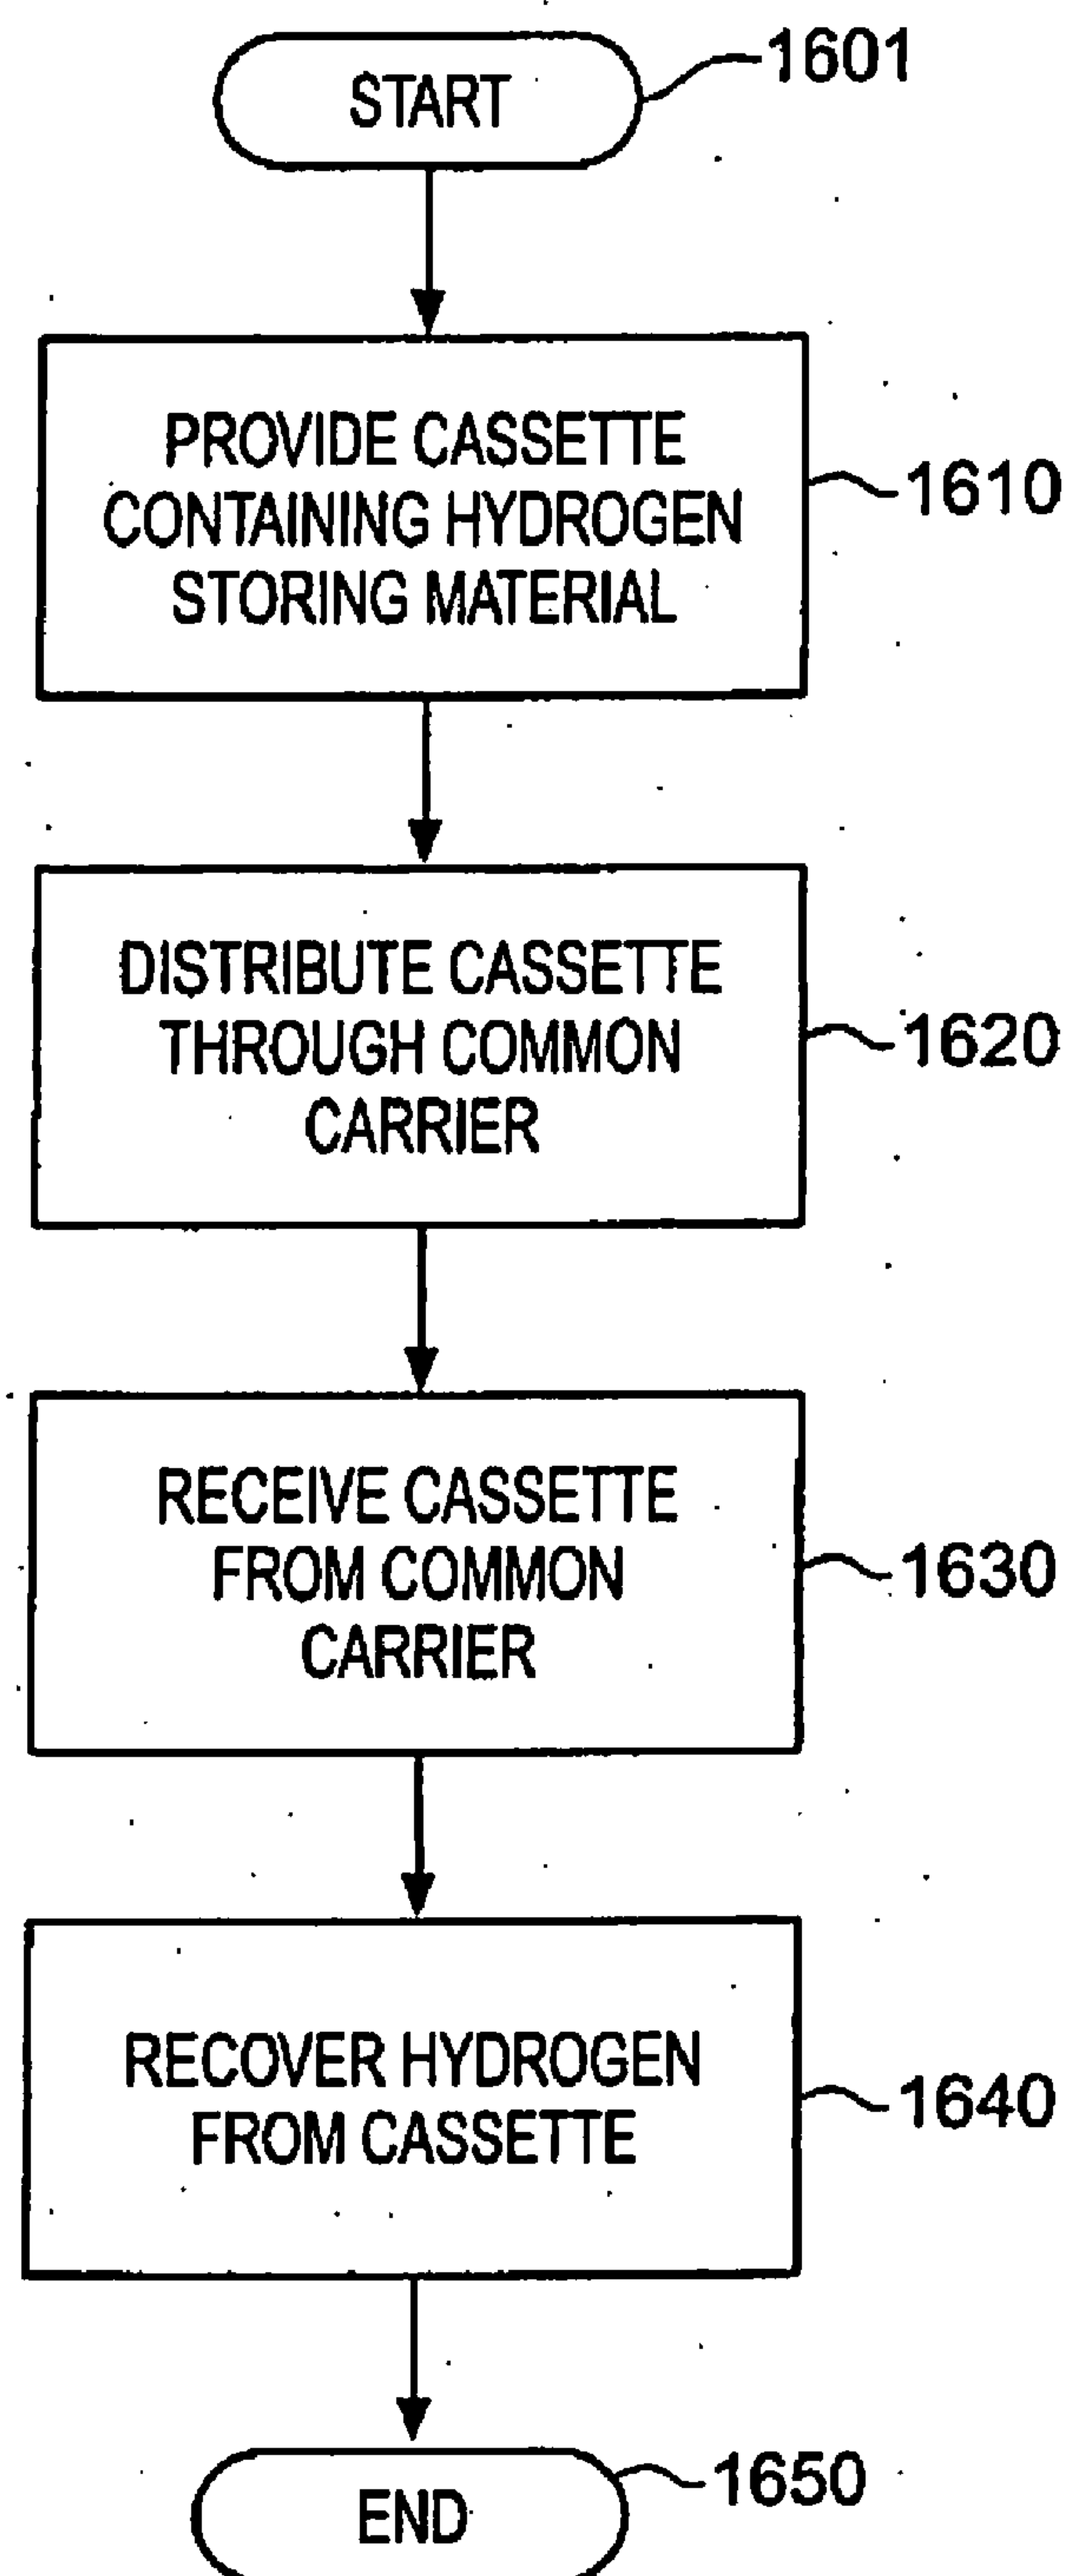 START
1601
PROVIDE CASSETTE
CONTAINING HYDROGEN
STORING MATERIAL
1610
DISTRIBUTE CASSETTE
THROUGH COMMON
CARRIER
1620
RECEIVE CASSETTE
FROM COMMON
CARRIER
1630
RECOVER HYDROGEN
FROM CASSETTE
1640
END
1650